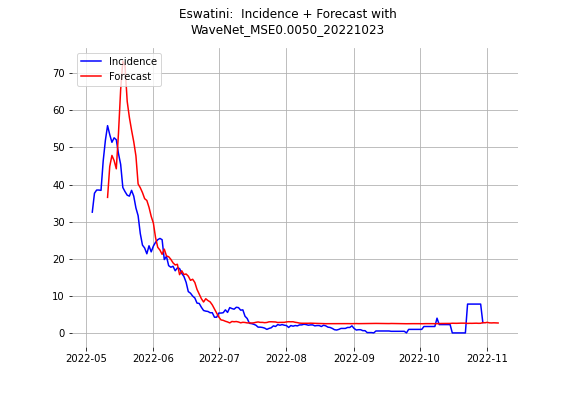 Eswatini:  Incidence + Forecast with
WaveNet_MSE0.0050_20221023
Incidence
Forecast
70
60
50
40
30
20
10
0
2022-05 2022-06 2022-07 2022-08 2022-09 2022-10 2022-11